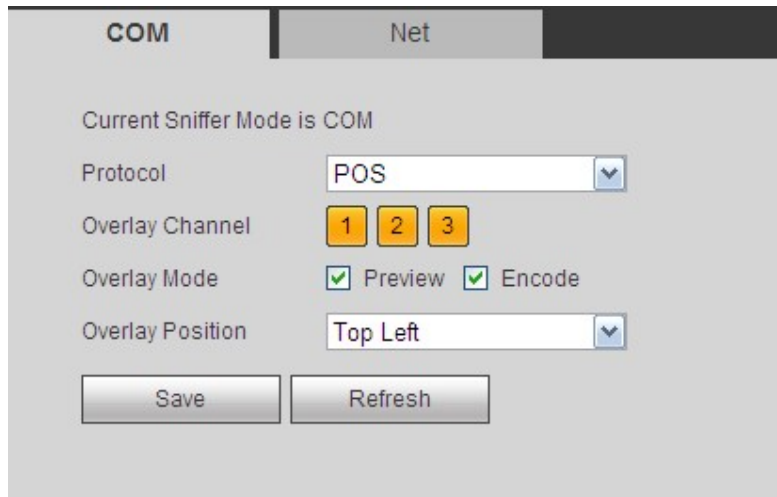 COM Net
Current Sniffer Mode is COM
Protocol POS
Overlay Channel 1 2 3
Overlay Mode Preview Encode
Overlay Position Top Left
Save Refresh